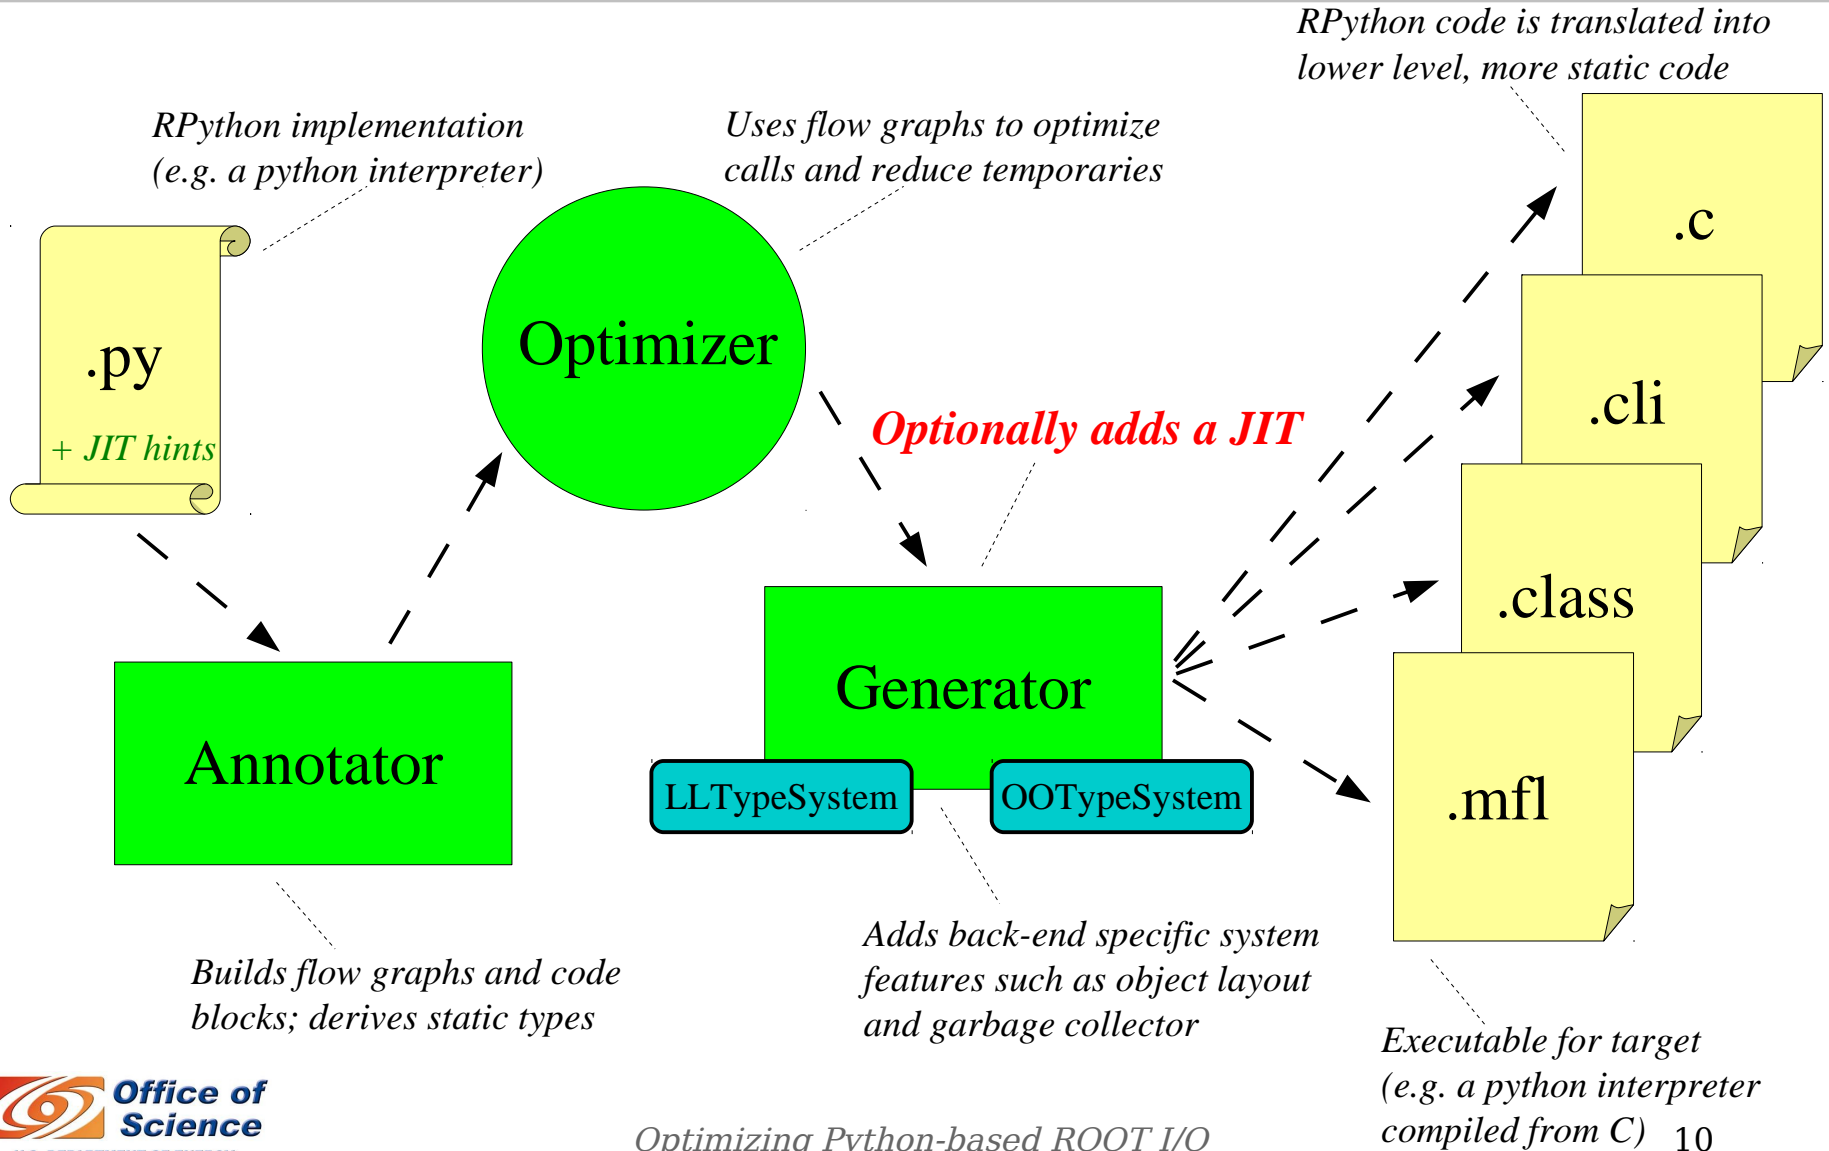 RPython code is translated into
lower level, more static code
RPython implementation
(e.g. a python interpreter)
Uses flow graphs to optimize
calls and reduce temporaries
.py
+ JIT hints
Optimizer
Optionally adds a JIT
.c
.cli
.class
.mfl
Annotator
Generator
LLTypeSystem
OOTypeSystem
Builds flow graphs and code
blocks; derives static types
Adds back-end specific system
features such as object layout
and garbage collector
Executable for target
(e.g. a python interpreter
compiled from C)
Office of
Science
Optimizing Python-based ROOT I/O
10